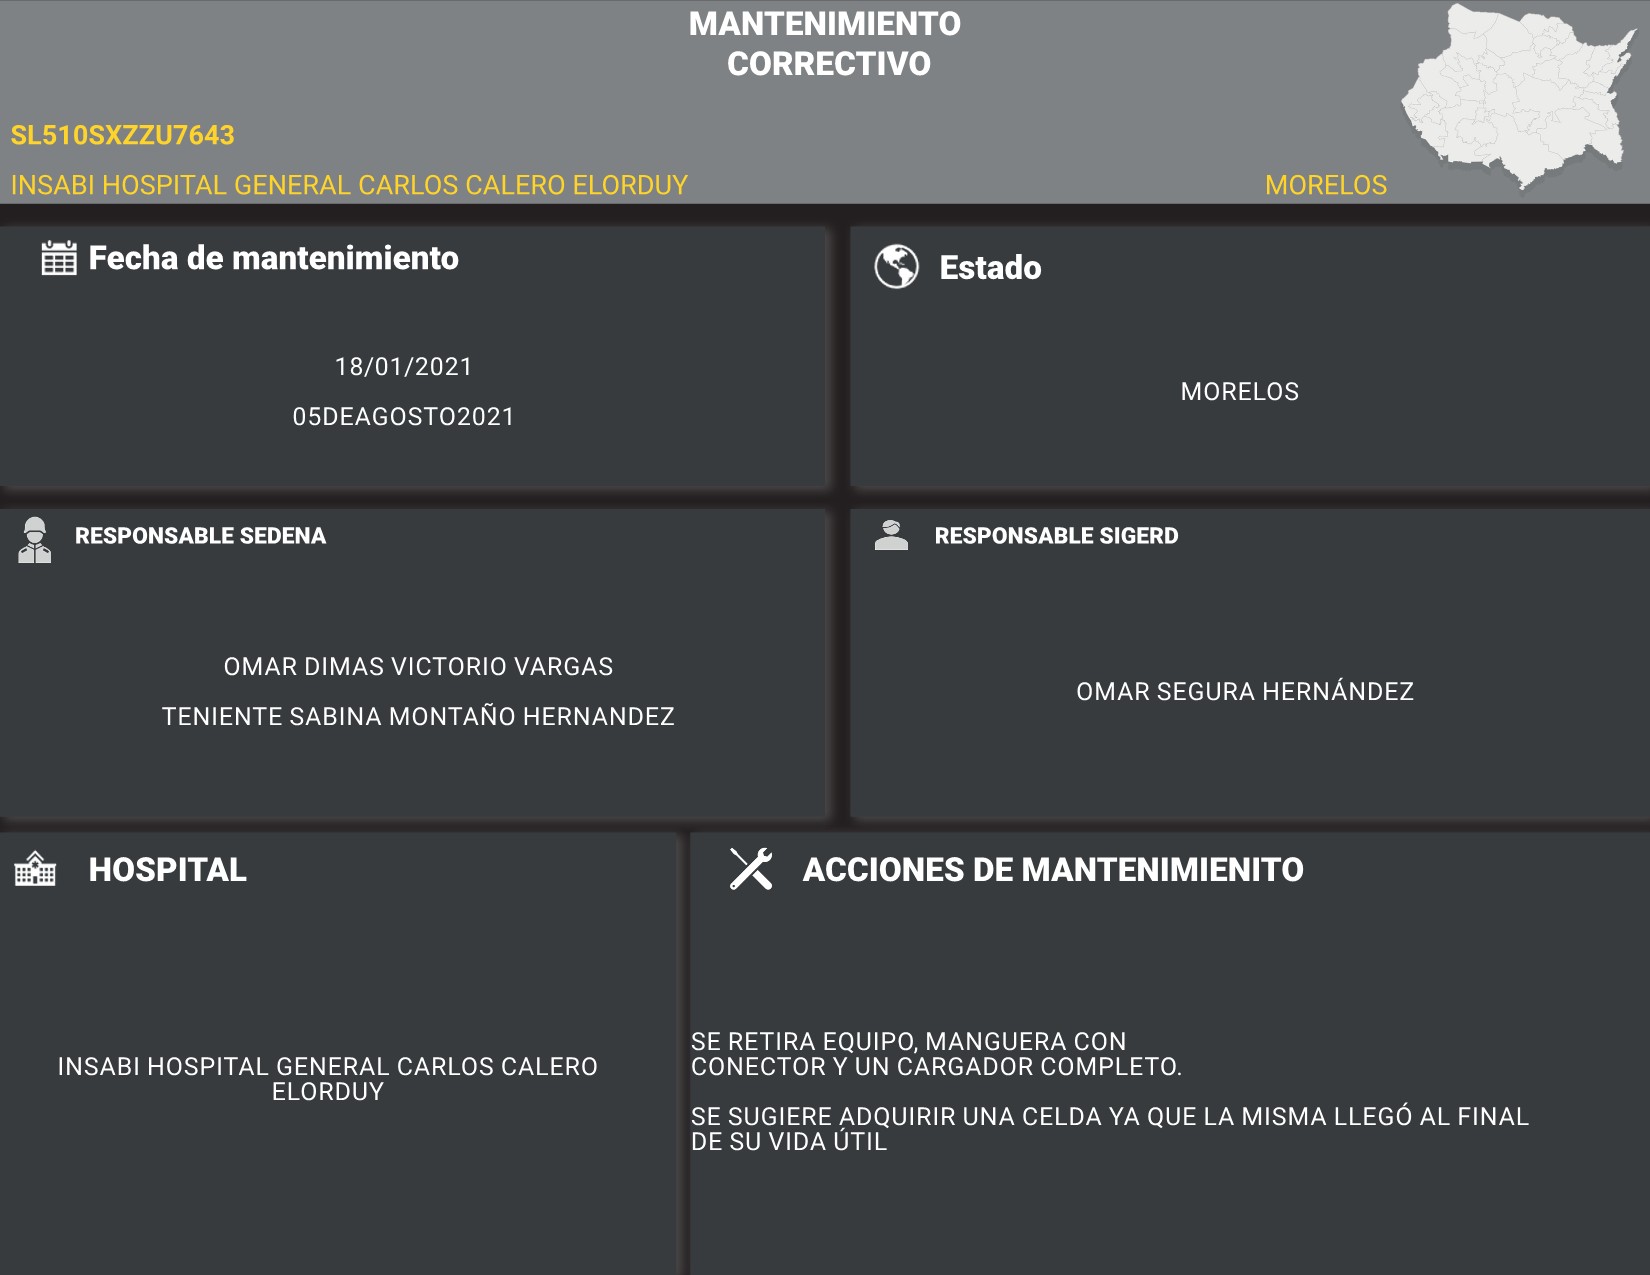 MANTENIMIENTO
CORRECTIVO
SL510SXZZU7643
INSABI HOSPITAL GENERAL CARLOS CALERO ELORDUY
MORELOS
Fecha de mantenimiento
18/01/2021
05DEAGOSTO2021
Estado
MORELOS
RESPONSABLE SEDENA
OMAR DIMAS VICTORIO VARGAS
TENIENTE SABINA MONTAÑO HERNANDEZ
RESPONSABLE SIGERD
OMAR SEGURA HERNÁNDEZ
HOSPITAL
INSABI HOSPITAL GENERAL CARLOS CALERO
ELORDUY
ACCIONES DE MANTENIMIENITO
SE RETIRA EQUIPO, MANGUERA CON
CONECTOR Y UN CARGADOR COMPLETO.
SE SUGIERE ADQUIRIR UNA CELDA YA QUE LA MISMA LLEGÓ AL FINAL
DE SU VIDA ÚTIL